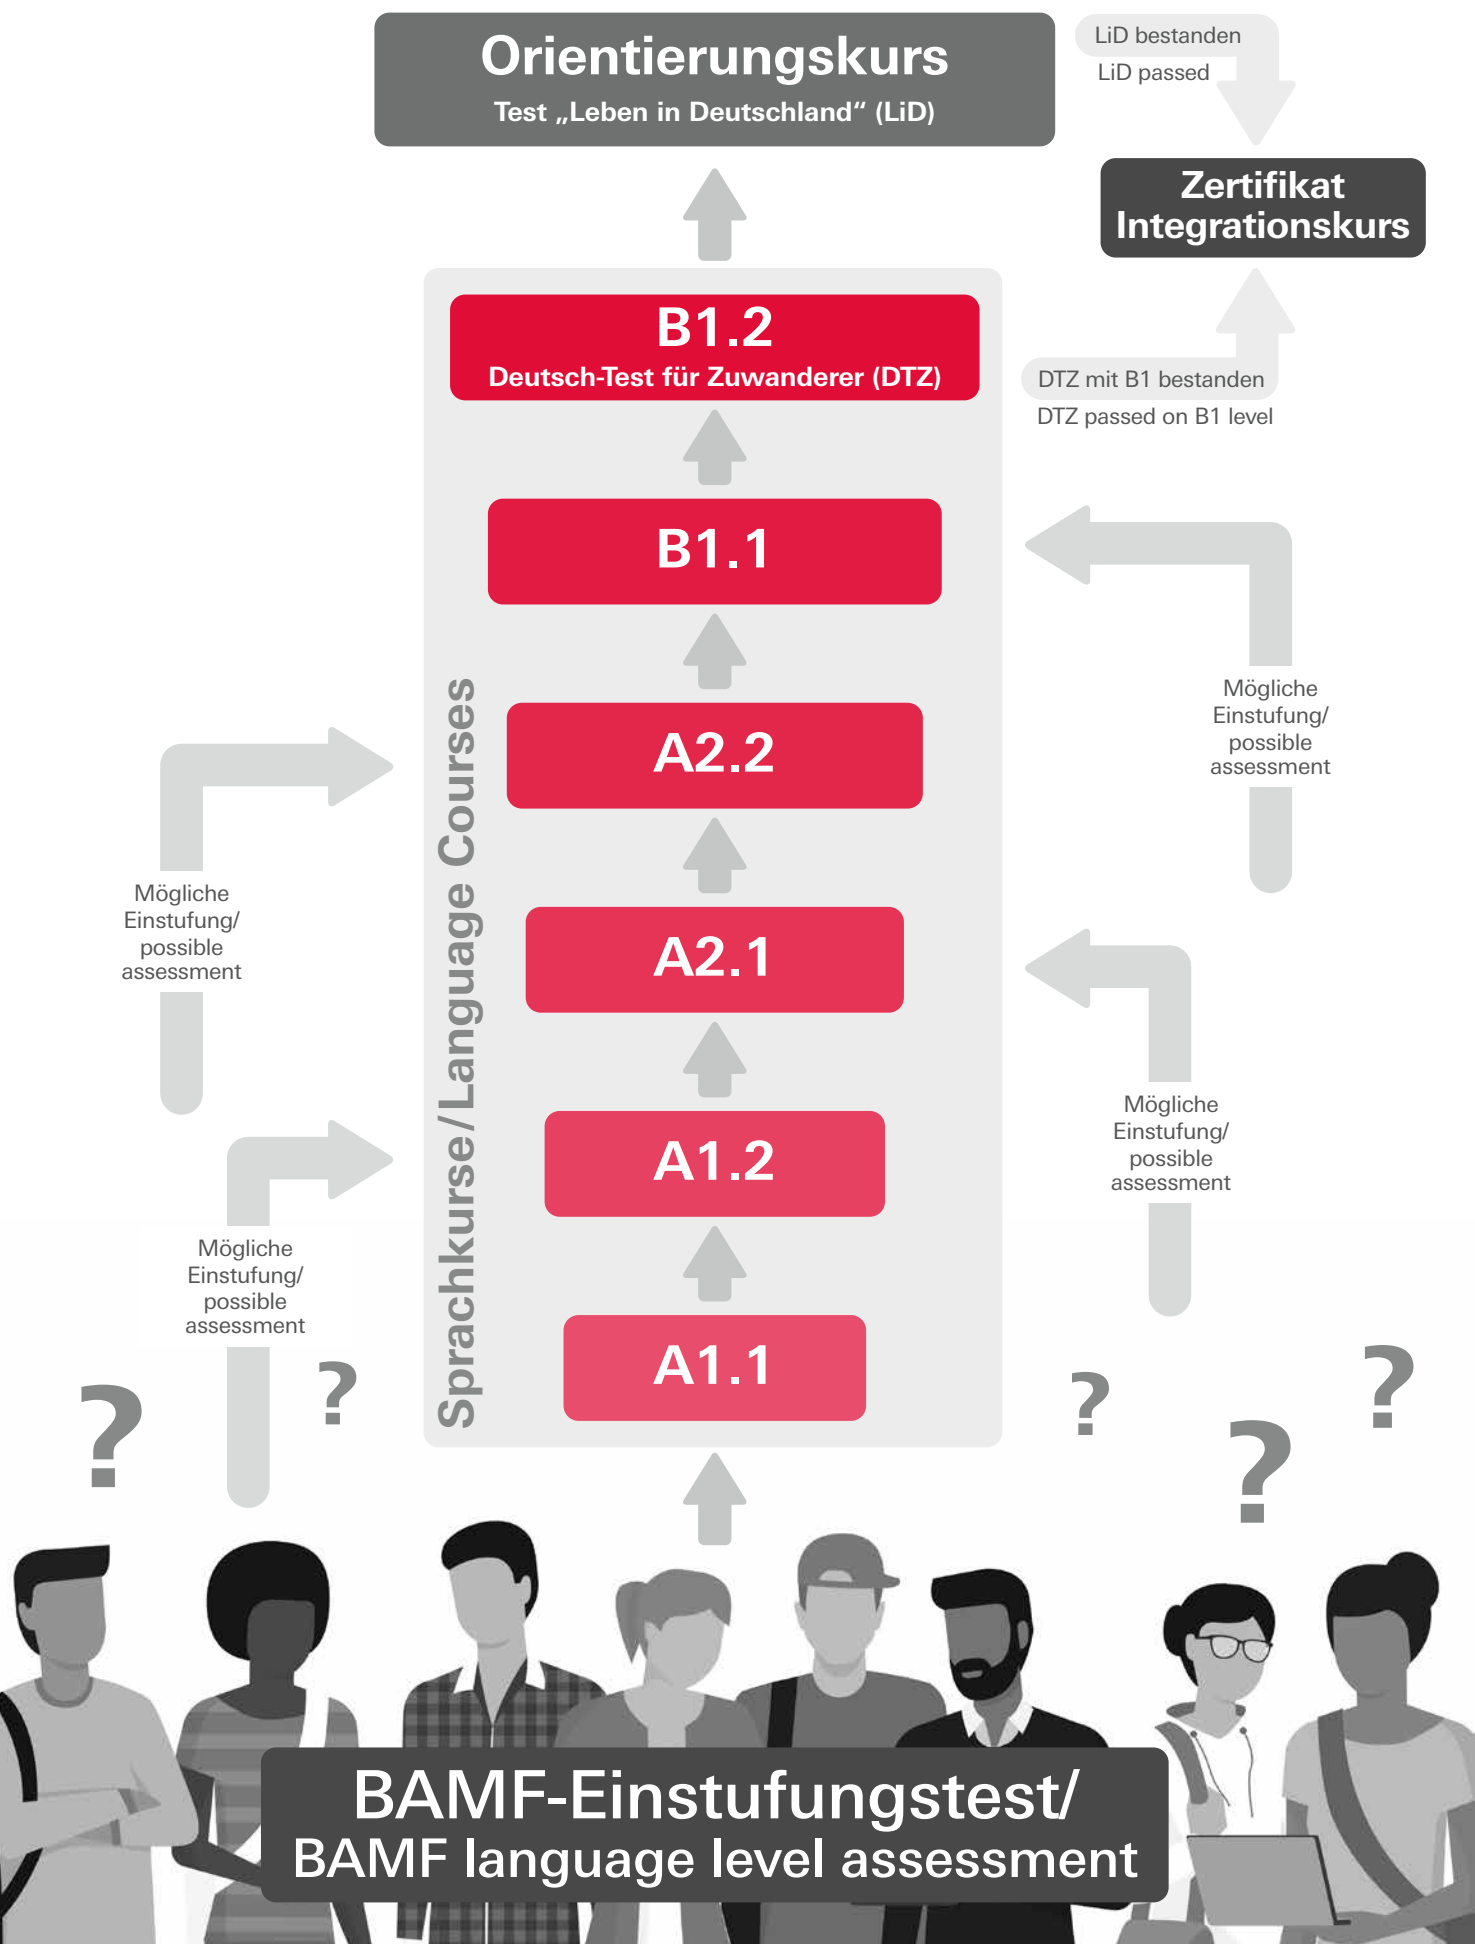 Orientierungskurs
Test „Leben in Deutschland“ (LiD)
LiD bestanden
LiD passed
Zertifikat
Integrationskurs
B1.2
Deutsch-Test für Zuwanderer (DTZ)
DTZ mit B1 bestanden
DTZ passed on B1 level
B1.1
Mögliche
Einstufung/
possible
assessment
Sprachkurse/Language Courses
A2.2
Mögliche
Einstufung/
possible
assessment
A2.1
Mögliche
Einstufung/
possible
assessment
A1.2
Mögliche
Einstufung/
possible
assessment
A1.1
?
?
?
?
?
BAMF-Einstufungstest/
BAMF language level assessment